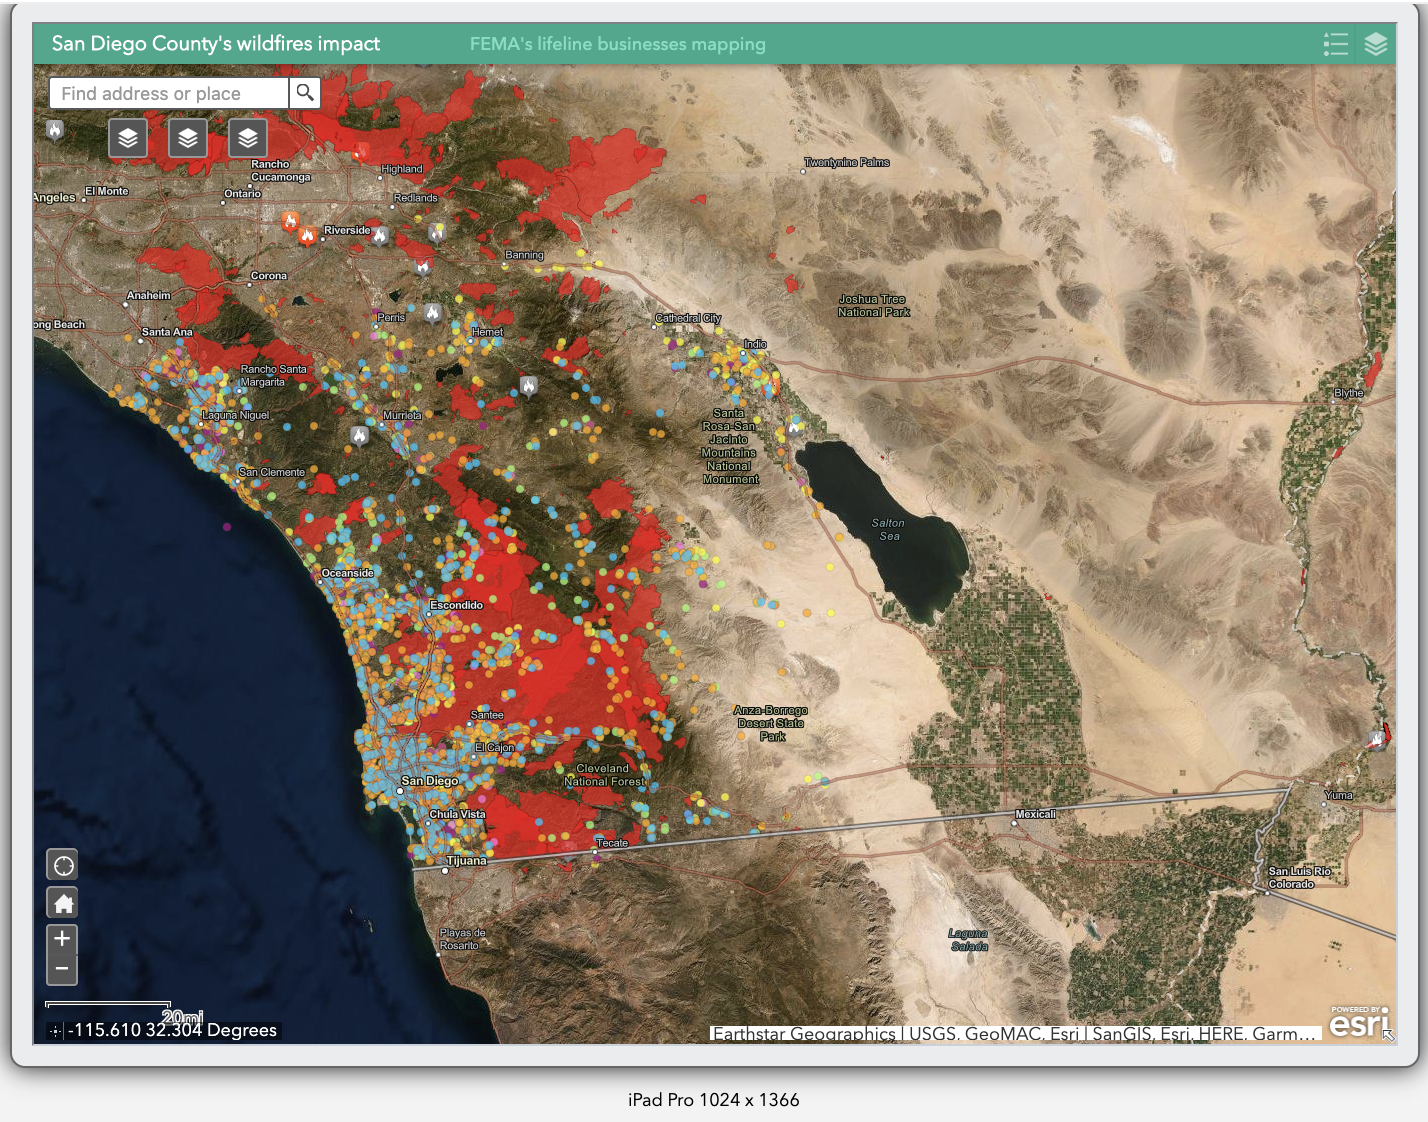 San Diego County's wildfires impact
FEMA's lifeline businesses mapping
Find address or place
Twentynine Palms
Rancho
Cucamonga
Highland
Angeles
El Monte
Ontario
Redlands
Riverside
Banning
Corona
Anaheim
Joshua Tree
National Park
ong Beach
Santa Ana
Perris
Hemet
Cathedral City
Indio
Rancho Santa
Margarita
Blythe
Laguna Niguel
Murrieta
Santa
Rosa-San
Jacinto
Mountains
National
Monument
San Clemente
Salton
Sea
Oceanside
Escondido
Santee
Anza-Borrego
Desert State
Park
El Cajon
Cleveland
National Forest
San Diego
Chula Vista
Yuma
Mexicali
Tecate
Tijuana
San Luis Rio
Colorado
Playas de
Rosarito
Laguna
Salada
20mi
-115.610 32.304 Degrees
Earthstar Geographics | USGS, GeoMAC, Esri | SanGIS, Esri, HERE, Garm...
POWERED BY
esri
iPad Pro 1024 x 1366